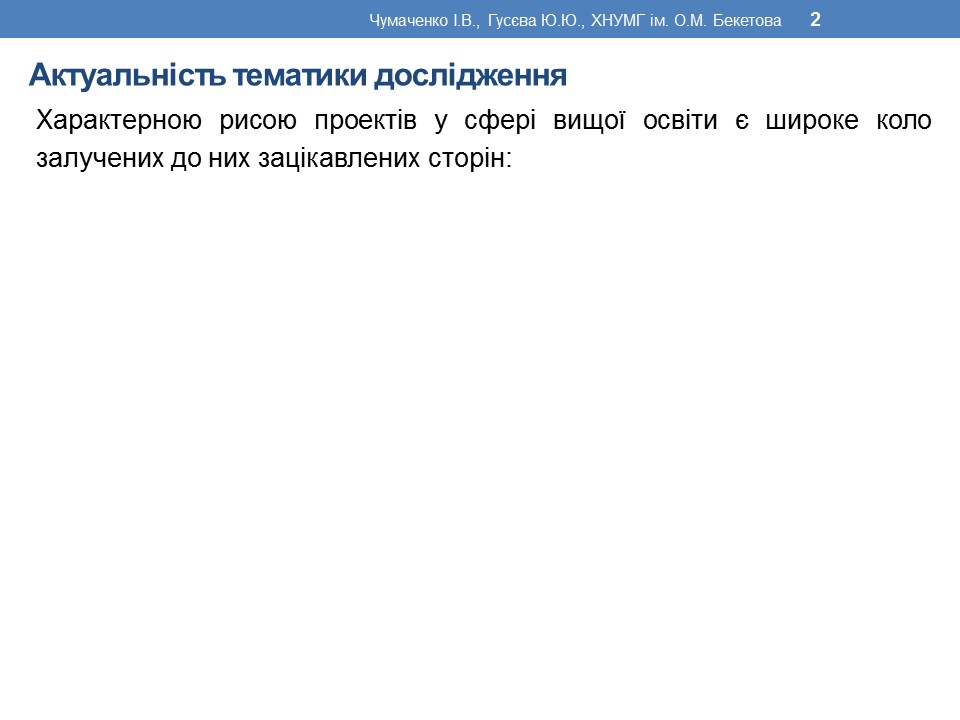 Чумаченко І.В., Гусєва Ю.Ю., ХНУМГ ім. О.М. Бекетова 2
Актуальність тематики дослідження
Характерною рисою проектів у сфері вищої освіти є широке коло
залучених до них зацікавлених сторін: